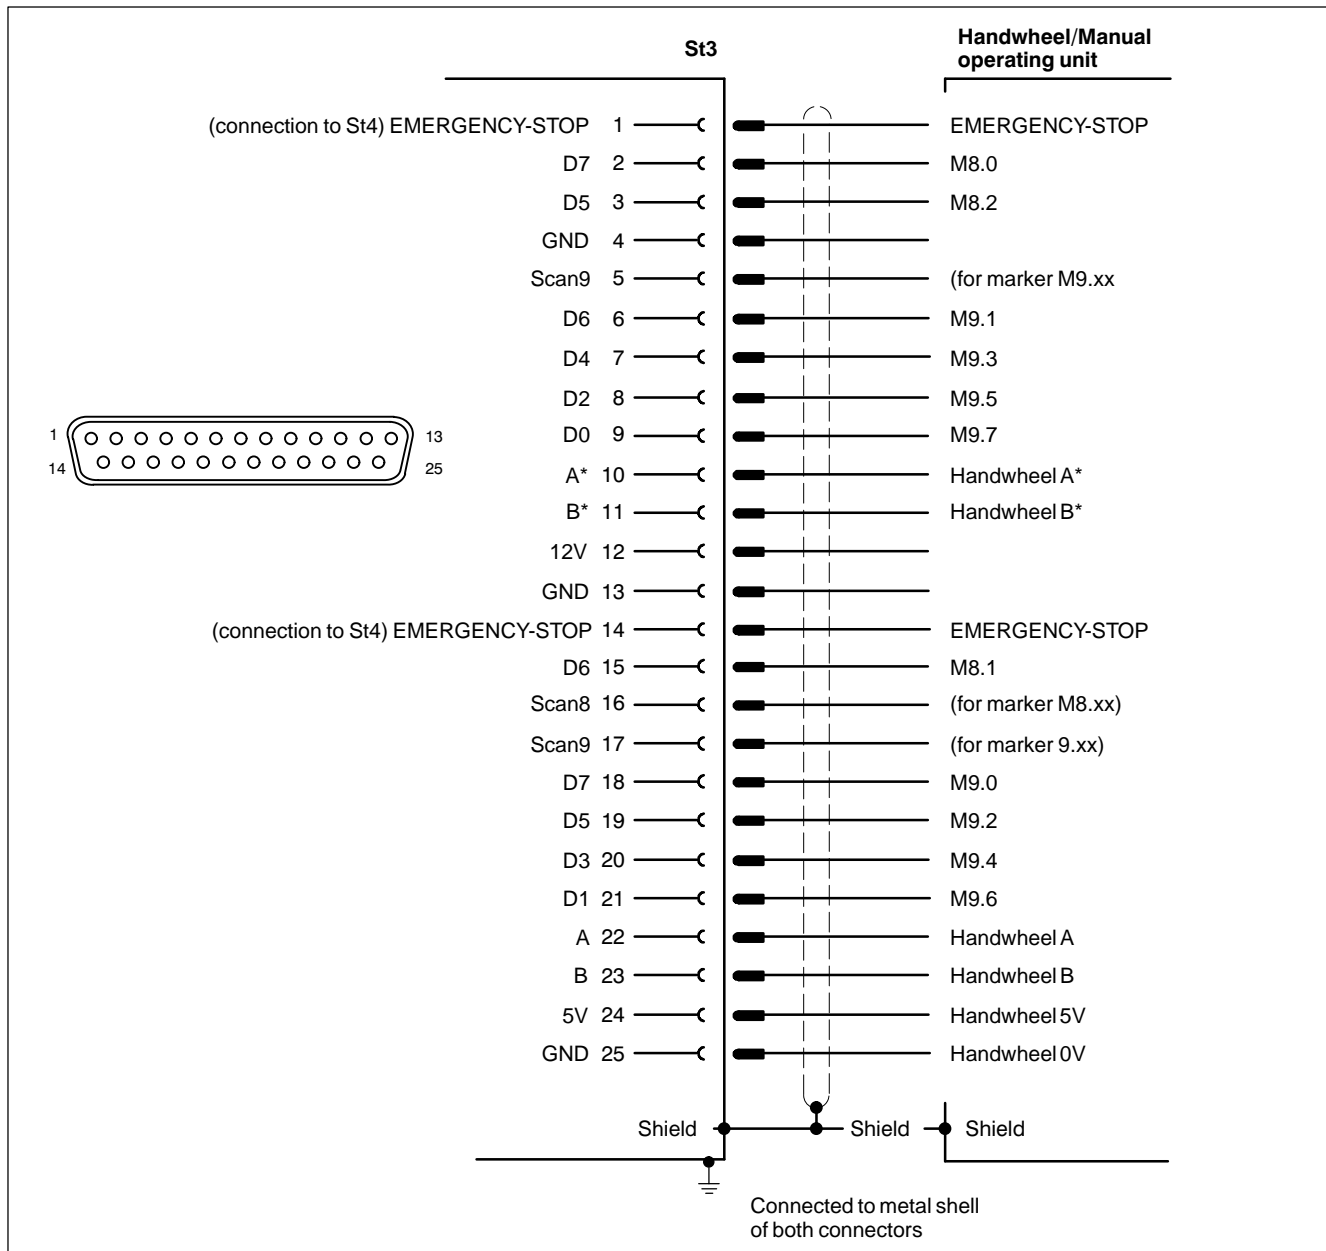 St3
Handwheel/Manual
operating unit
(connection to St4) EMERGENCY-STOP 1 EMERGENCY-STOP
D7 2 M8.0
D5 3 M8.2
GND 4
Scan9 5 (for marker M9.xx
D6 6 M9.1
D4 7 M9.3
D2 8 M9.5
1 13
D0 9 M9.7
14 25
A* 10 Handwheel A*
B* 11 Handwheel B*
12V 12
GND 13
(connection to St4) EMERGENCY-STOP 14 EMERGENCY-STOP
D6 15 M8.1
Scan8 16 (for marker M8.xx)
Scan9 17 (for marker 9.xx)
D7 18 M9.0
D5 19 M9.2
D3 20 M9.4
D1 21 M9.6
A 22 Handwheel A
B 23 Handwheel B
5V 24 Handwheel 5V
GND 25 Handwheel 0V
Shield Shield Shield
Connected to metal shell
of both connectors